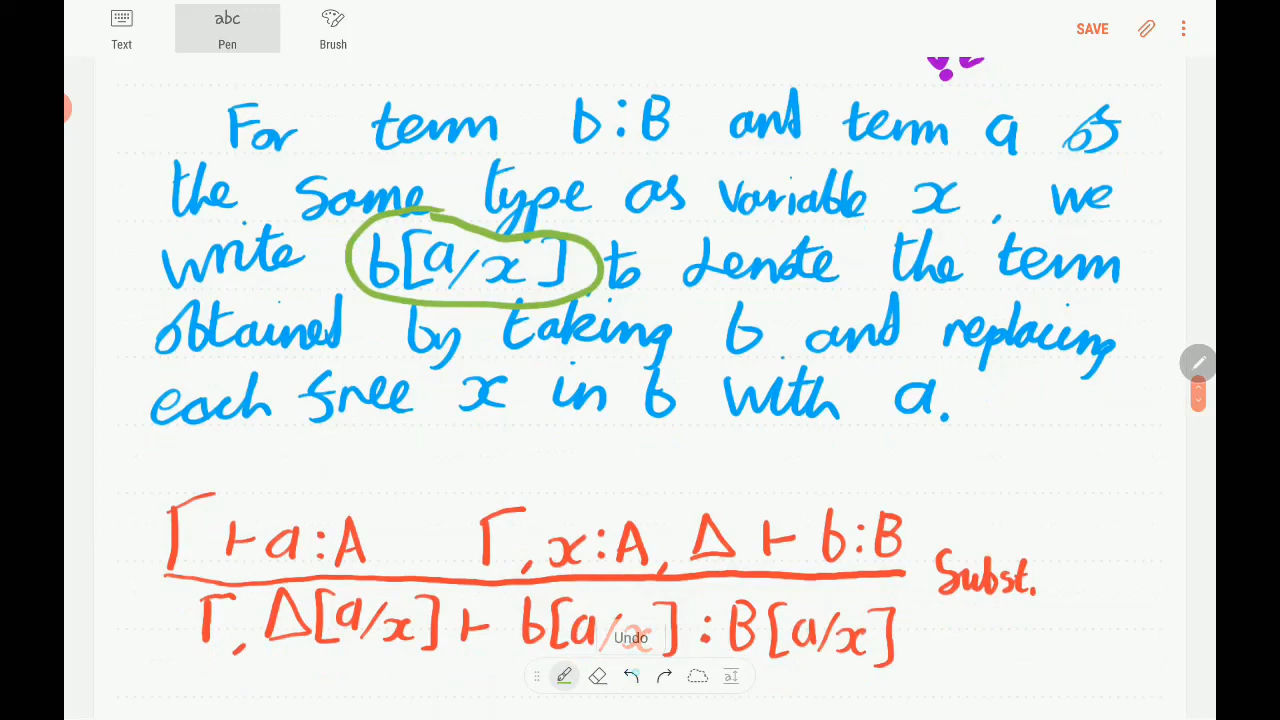 abc
Text Pen Brush SAVE
For term b:B and term a of
the same type as variable x, we
write b[a/x] to denote the term
obtained by taking b and replacing
each free x in b with a.
Γ ⊢ a:A Γ, x:A, Δ ⊢ b:B
Subst.
Γ, Δ[a/x] ⊢ b[a/x] : B[a/x]
Undo